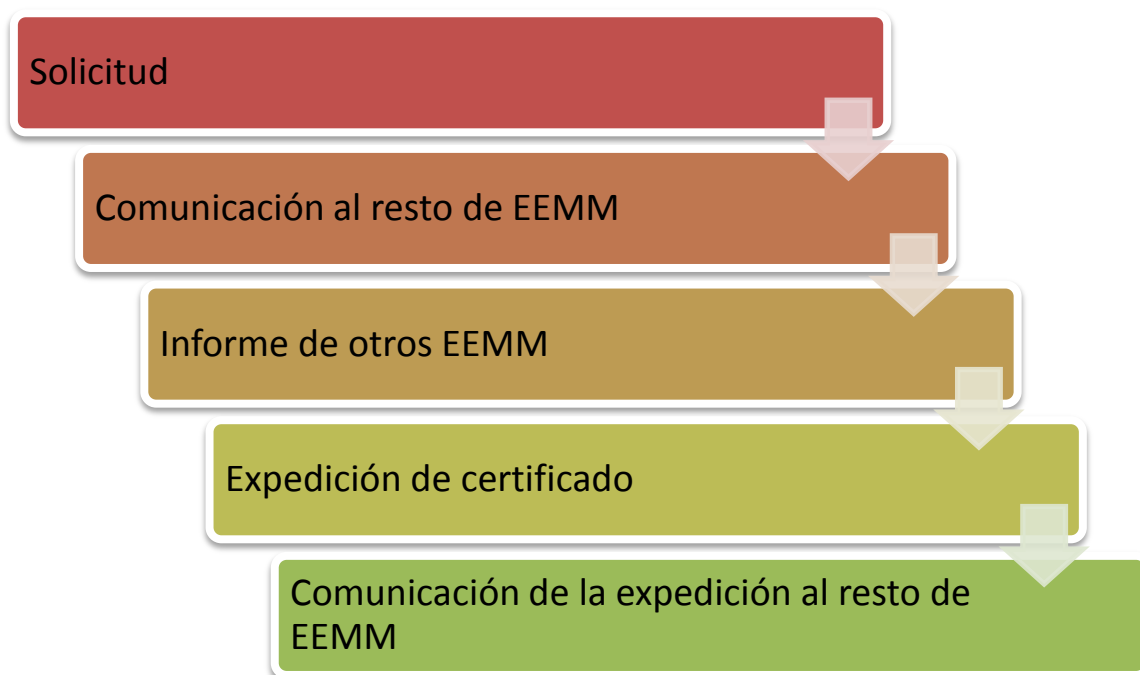 Solicitud
Comunicación al resto de EEMM
Informe de otros EEMM
Expedición de certificado
Comunicación de la expedición al resto de
EEMM